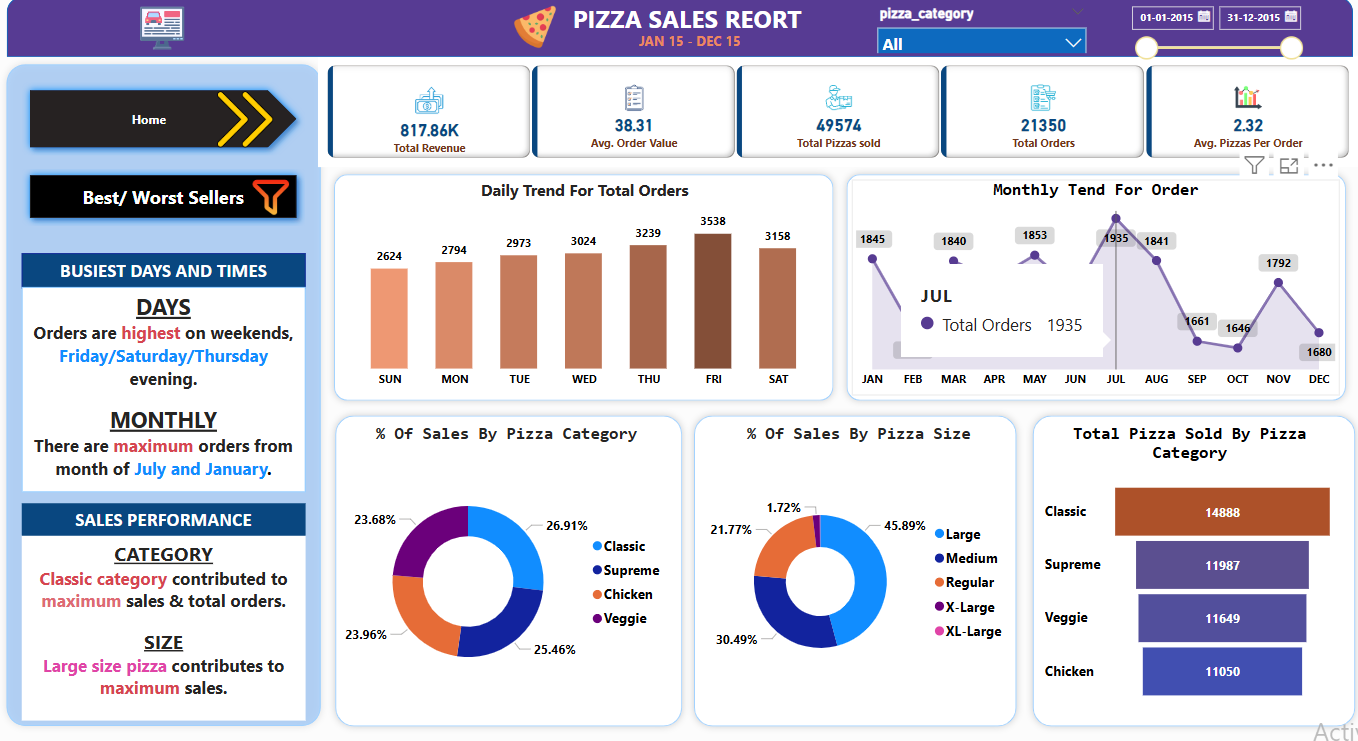 PIZZA SALES REORT
JAN 15 - DEC 15
pizza_category
All
01-01-2015
31-12-2015
Home
Best/ Worst Sellers
BUSIEST DAYS AND TIMES
DAYS
Orders are highest on weekends,
Friday/Saturday/Thursday
evening.
MONTHLY
There are maximum orders from
month of July and January.
SALES PERFORMANCE
CATEGORY
Classic category contributed to
maximum sales & total orders.
SIZE
Large size pizza contributes to
maximum sales.
817.86K
Total Revenue
38.31
Avg. Order Value
49574
Total Pizzas sold
21350
Total Orders
2.32
Avg. Pizzas Per Order
Daily Trend For Total Orders
2624
2794
2973
3024
3239
3538
3158
SUN MON TUE WED THU FRI SAT
Monthly Tend For Order
1845
1840
1853
1935
1841
1661
1646
1792
1680
JUL
Total Orders 1935
JAN FEB MAR APR MAY JUN JUL AUG SEP OCT NOV DEC
% Of Sales By Pizza Category
23.68%
26.91%
23.96%
25.46%
Classic
Supreme
Chicken
Veggie
% Of Sales By Pizza Size
1.72%
21.77%
45.89%
30.49%
Large
Medium
Regular
X-Large
XL-Large
Total Pizza Sold By Pizza
Category
Classic 14888
Supreme 11987
Veggie 11649
Chicken 11050